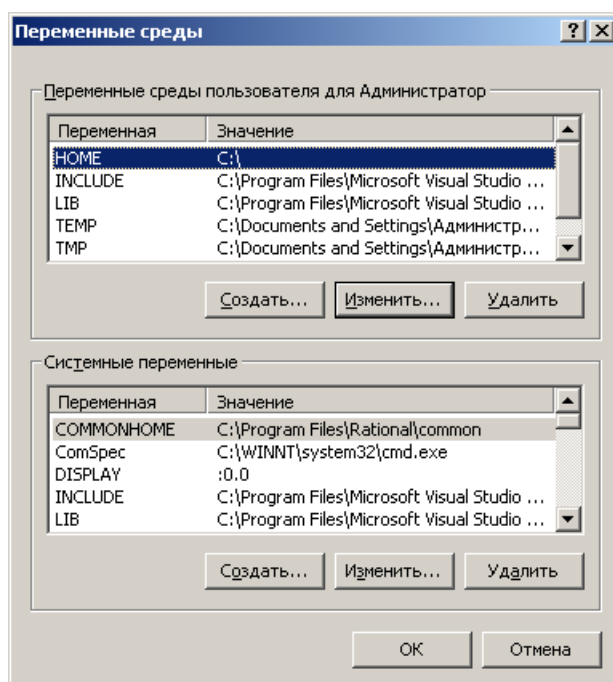 Переменные среды
Переменные среды пользователя для Администратор
Переменная Значение
HOME C:\
INCLUDE C:\Program Files\Microsoft Visual Studio ...
LIB C:\Program Files\Microsoft Visual Studio ...
TEMP C:\Documents and Settings\Администр...
TMP C:\Documents and Settings\Администр...
Создать... Изменить... Удалить
Системные переменные
Переменная Значение
COMMONHOME C:\Program Files\Rational\common
ComSpec C:\WINNT\system32\cmd.exe
DISPLAY :0.0
INCLUDE C:\Program Files\Microsoft Visual Studio ...
LIB C:\Program Files\Microsoft Visual Studio ...
Создать... Изменить... Удалить
ОК Отмена